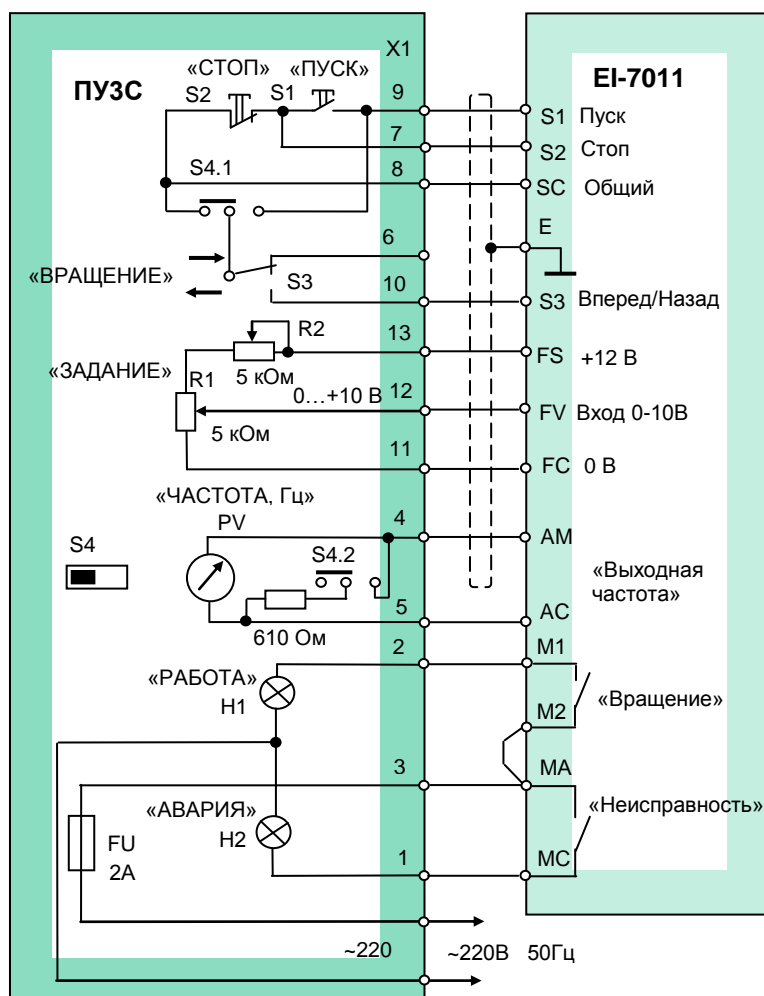 X1
ПУЗС
EI-7011
«СТОП» «ПУСК»
S2 S1 9
S1 Пуск
7
S2 Стоп
S4.1 8
SC Общий
E
6
«ВРАЩЕНИЕ»
S3 10
S3 Вперед/Назад
R2 13
FS +12 В
«ЗАДАНИЕ» 5 кОм
R1 0...+10 В 12
FV Вход 0-10В
5 кОм
11
FC 0 В
«ЧАСТОТА, Гц»
PV 4
AM
S4 S4.2
«Выходная
частота»
5 AC
610 Ом
2 M1
«РАБОТА»
H1
M2 «Вращение»
3 MA
«АВАРИЯ» «Неисправность»
FU H2
2А 1 MC
~220 ~220В 50Гц